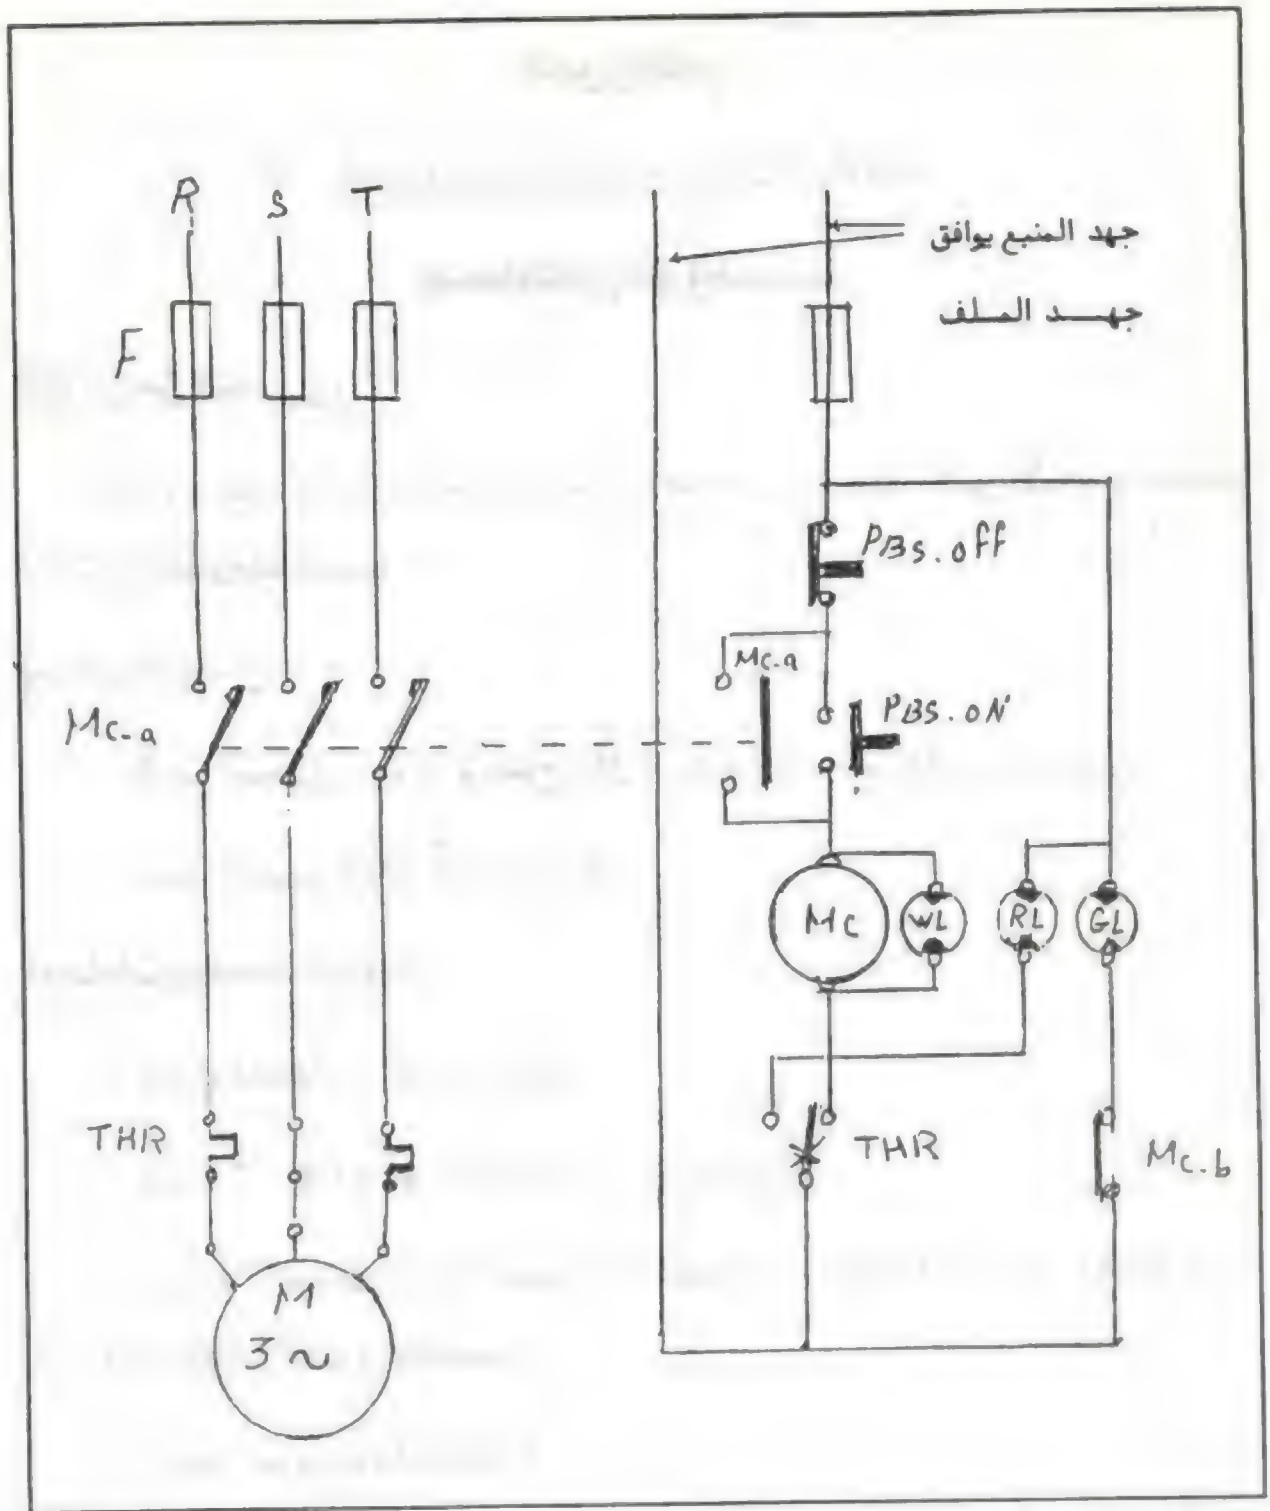 R S T
جهد المنبع يوافق
جهد الملف
F
PBs.off
Mc-a
PBS.ON
Mc-a
Mc
WL
RL
GL
THR
THR
Mc.b
M
3~